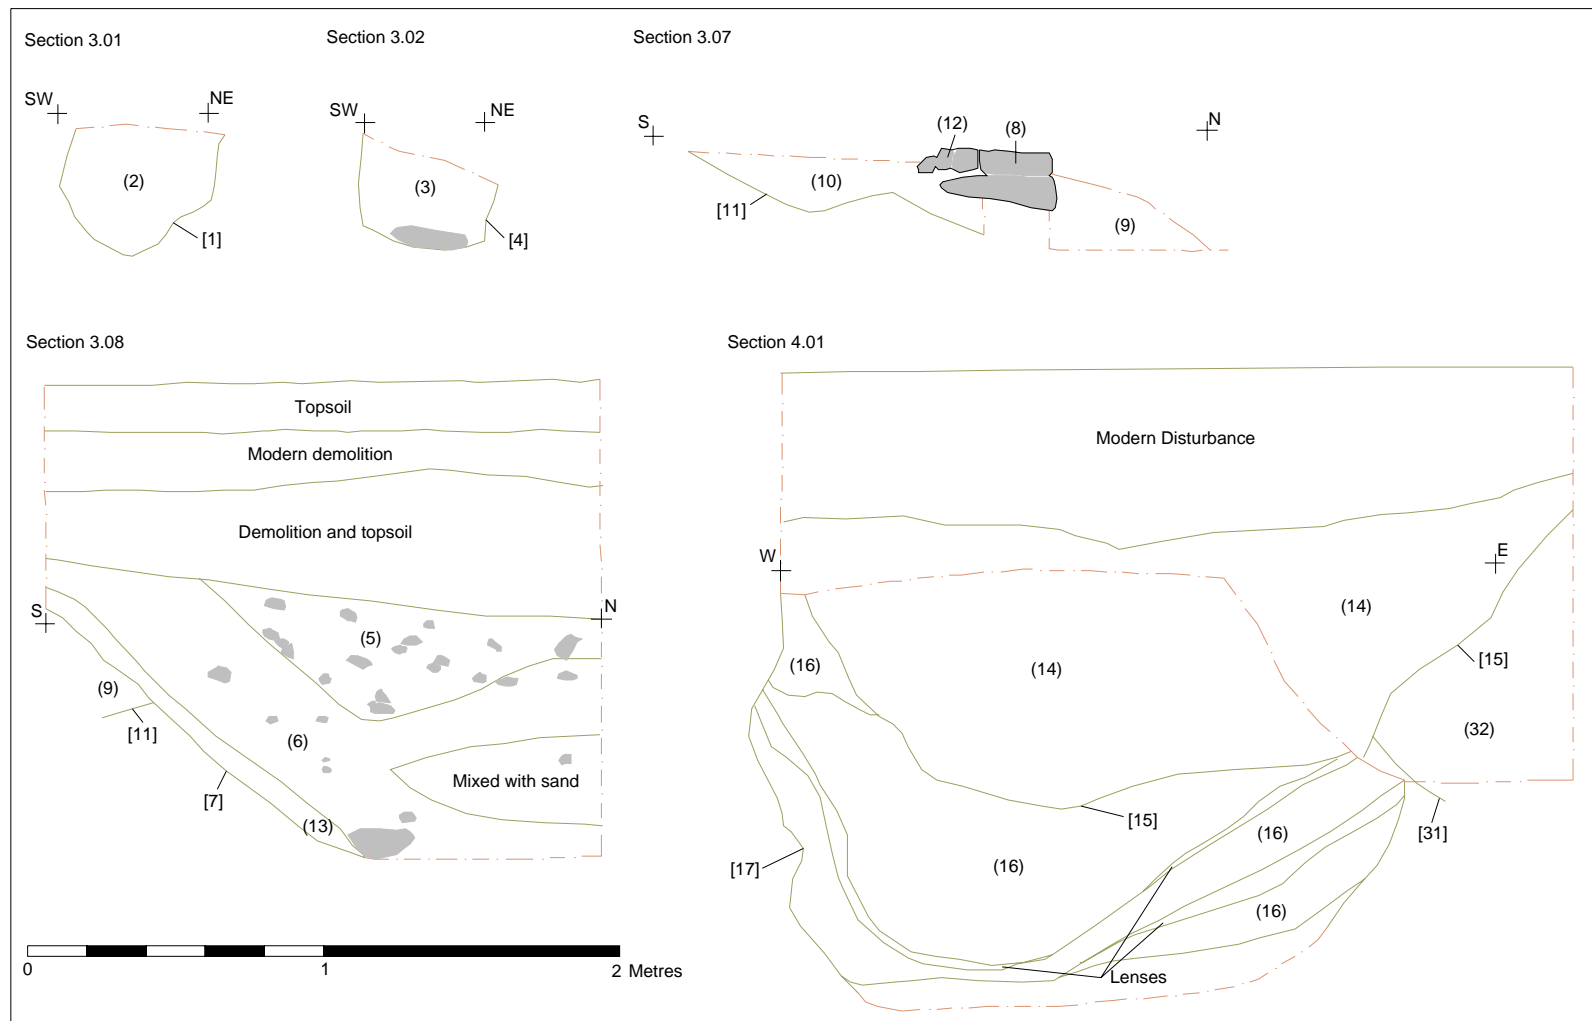 Section 3.01
SW
NE
(2)
[1]
Section 3.02
SW
NE
(3)
[4]
Section 3.07
S
N
(12)
(8)
(10)
[11]
(9)
Section 3.08
Topsoil
Modern demolition
Demolition and topsoil
S
N
(5)
(9)
[11]
(6)
[7]
Mixed with sand
(13)
0
1
2 Metres
Section 4.01
Modern Disturbance
W
E
(14)
[15]
(16)
(14)
(32)
[15]
[31]
(16)
[17]
(16)
(16)
Lenses